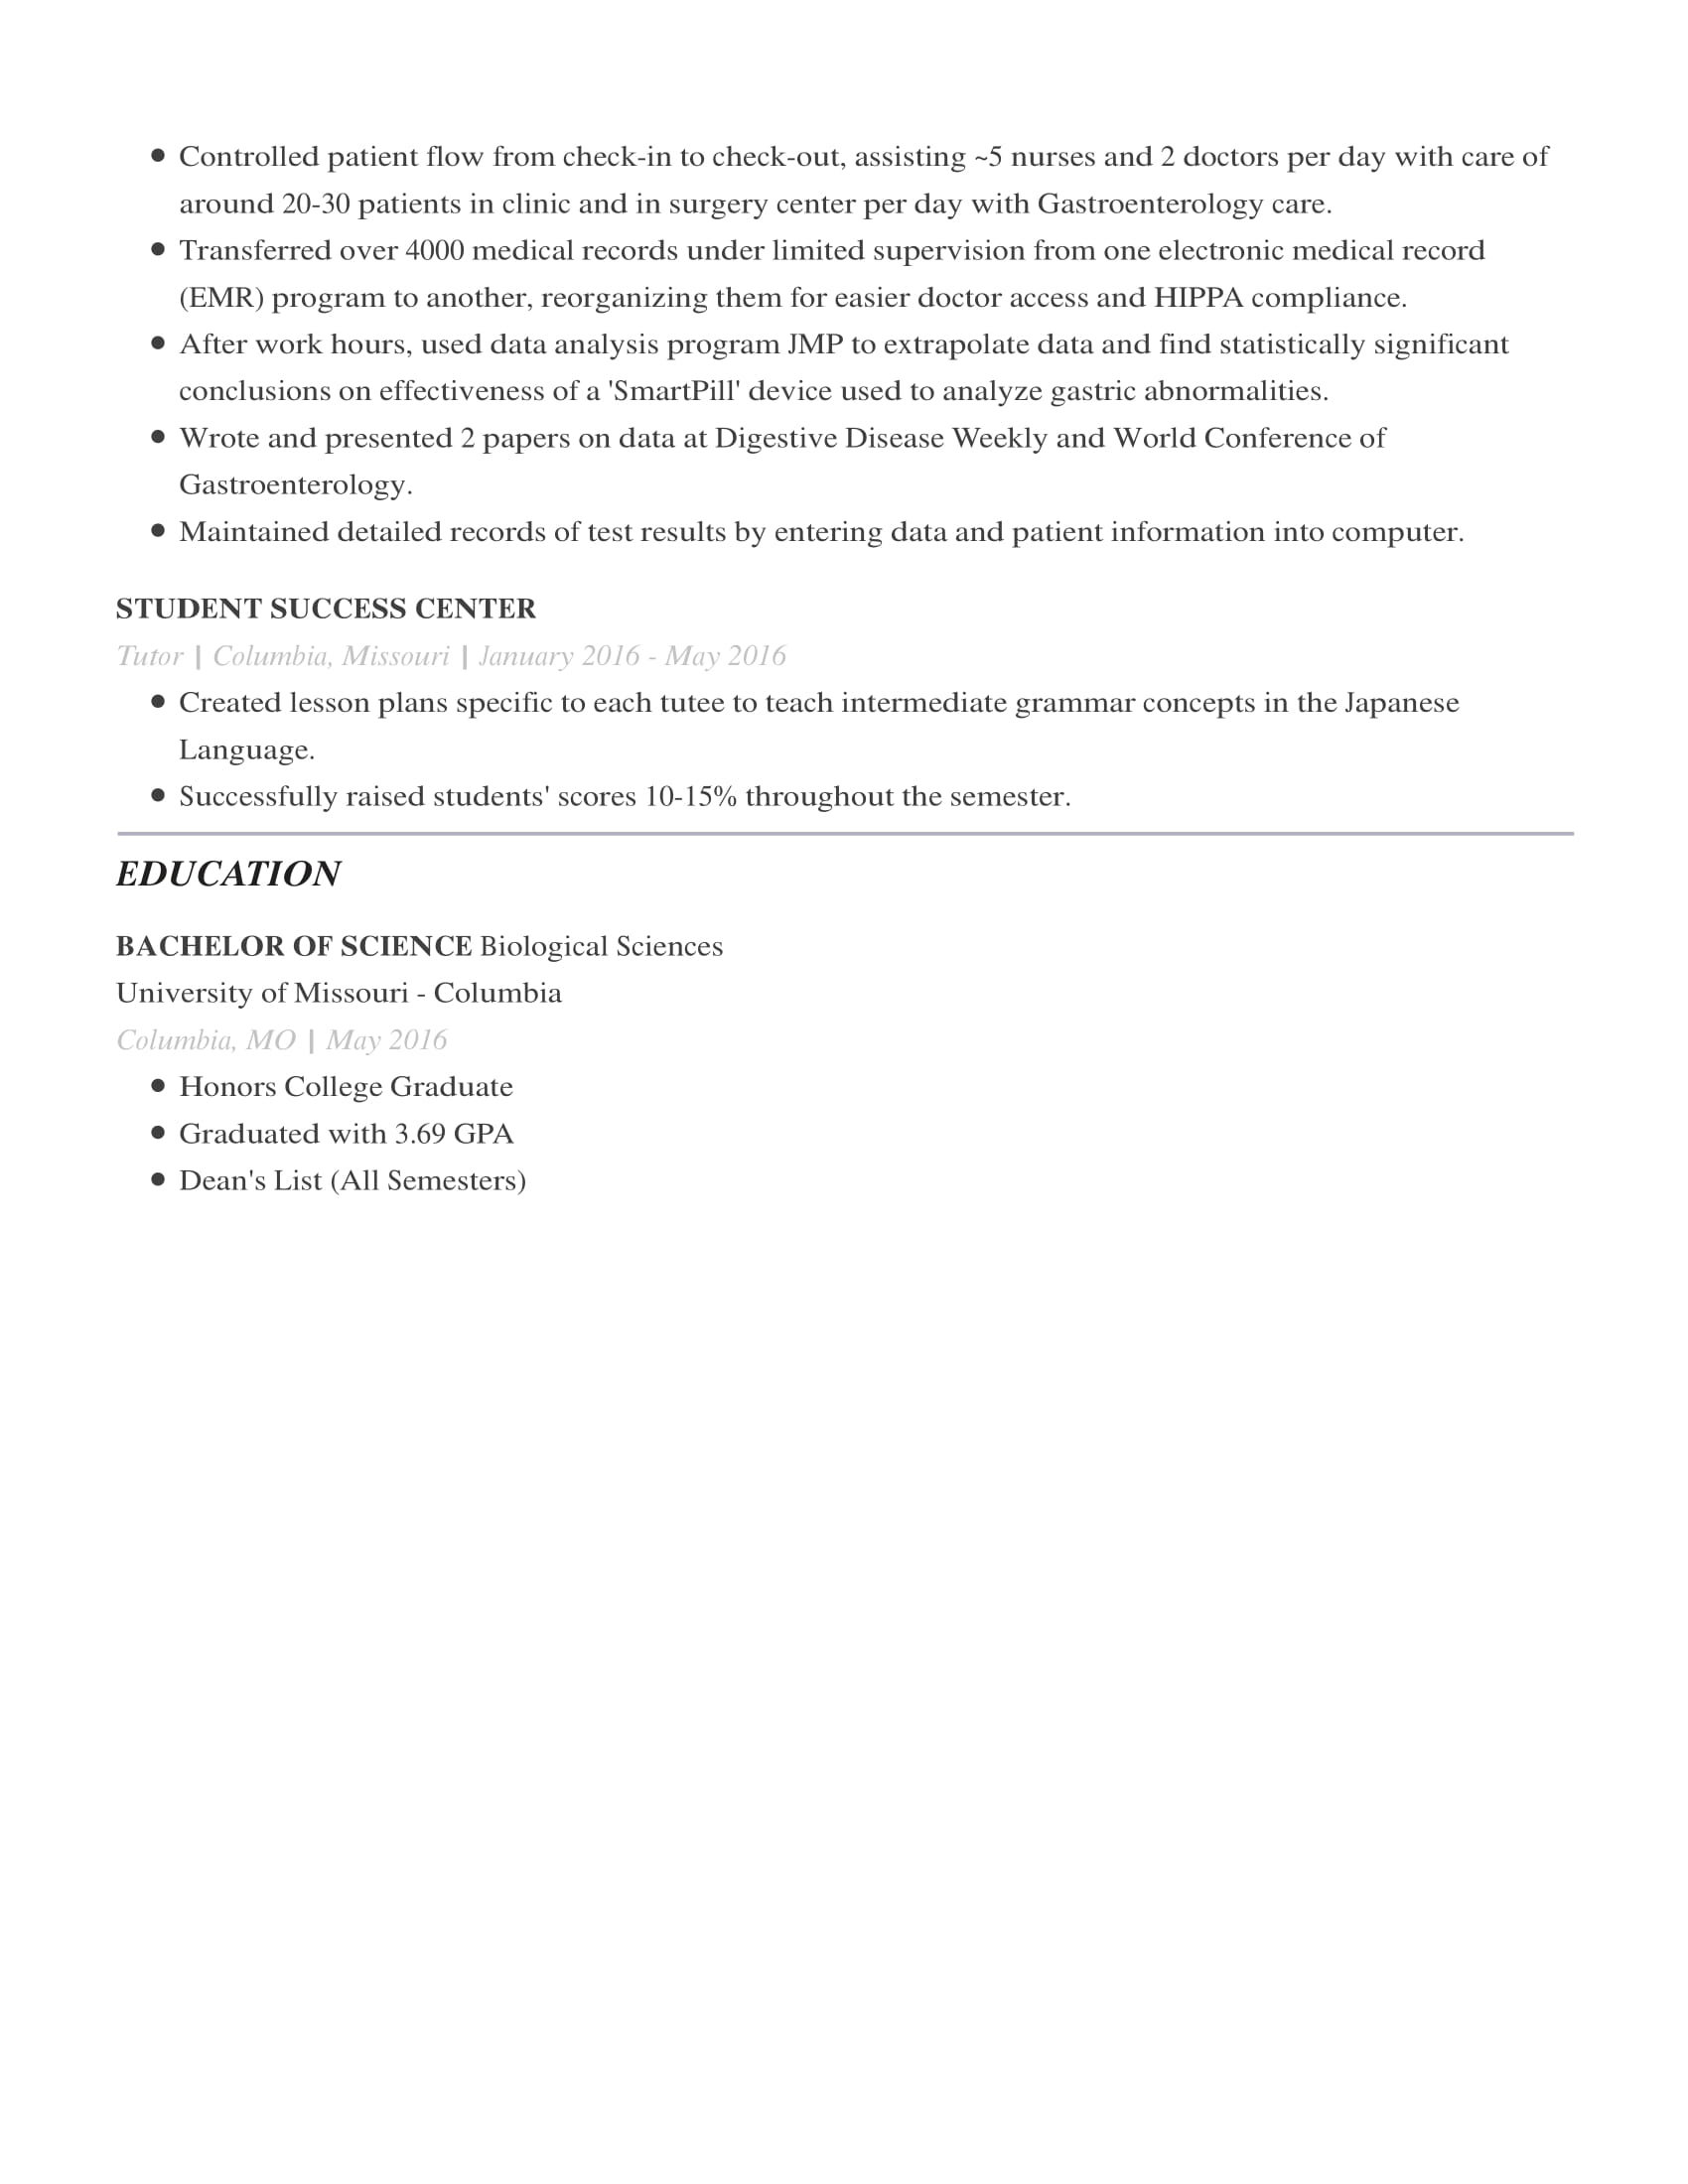 • Controlled patient flow from check-in to check-out, assisting ~5 nurses and 2 doctors per day with care of
around 20-30 patients in clinic and in surgery center per day with Gastroenterology care.
• Transferred over 4000 medical records under limited supervision from one electronic medical record
(EMR) program to another, reorganizing them for easier doctor access and HIPPA compliance.
• After work hours, used data analysis program JMP to extrapolate data and find statistically significant
conclusions on effectiveness of a 'SmartPill' device used to analyze gastric abnormalities.
• Wrote and presented 2 papers on data at Digestive Disease Weekly and World Conference of
Gastroenterology.
• Maintained detailed records of test results by entering data and patient information into computer.
STUDENT SUCCESS CENTER
Tutor | Columbia, Missouri | January 2016 - May 2016
• Created lesson plans specific to each tutee to teach intermediate grammar concepts in the Japanese
Language.
• Successfully raised students' scores 10-15% throughout the semester.
EDUCATION
BACHELOR OF SCIENCE Biological Sciences
University of Missouri - Columbia
Columbia, MO | May 2016
• Honors College Graduate
• Graduated with 3.69 GPA
• Dean's List (All Semesters)